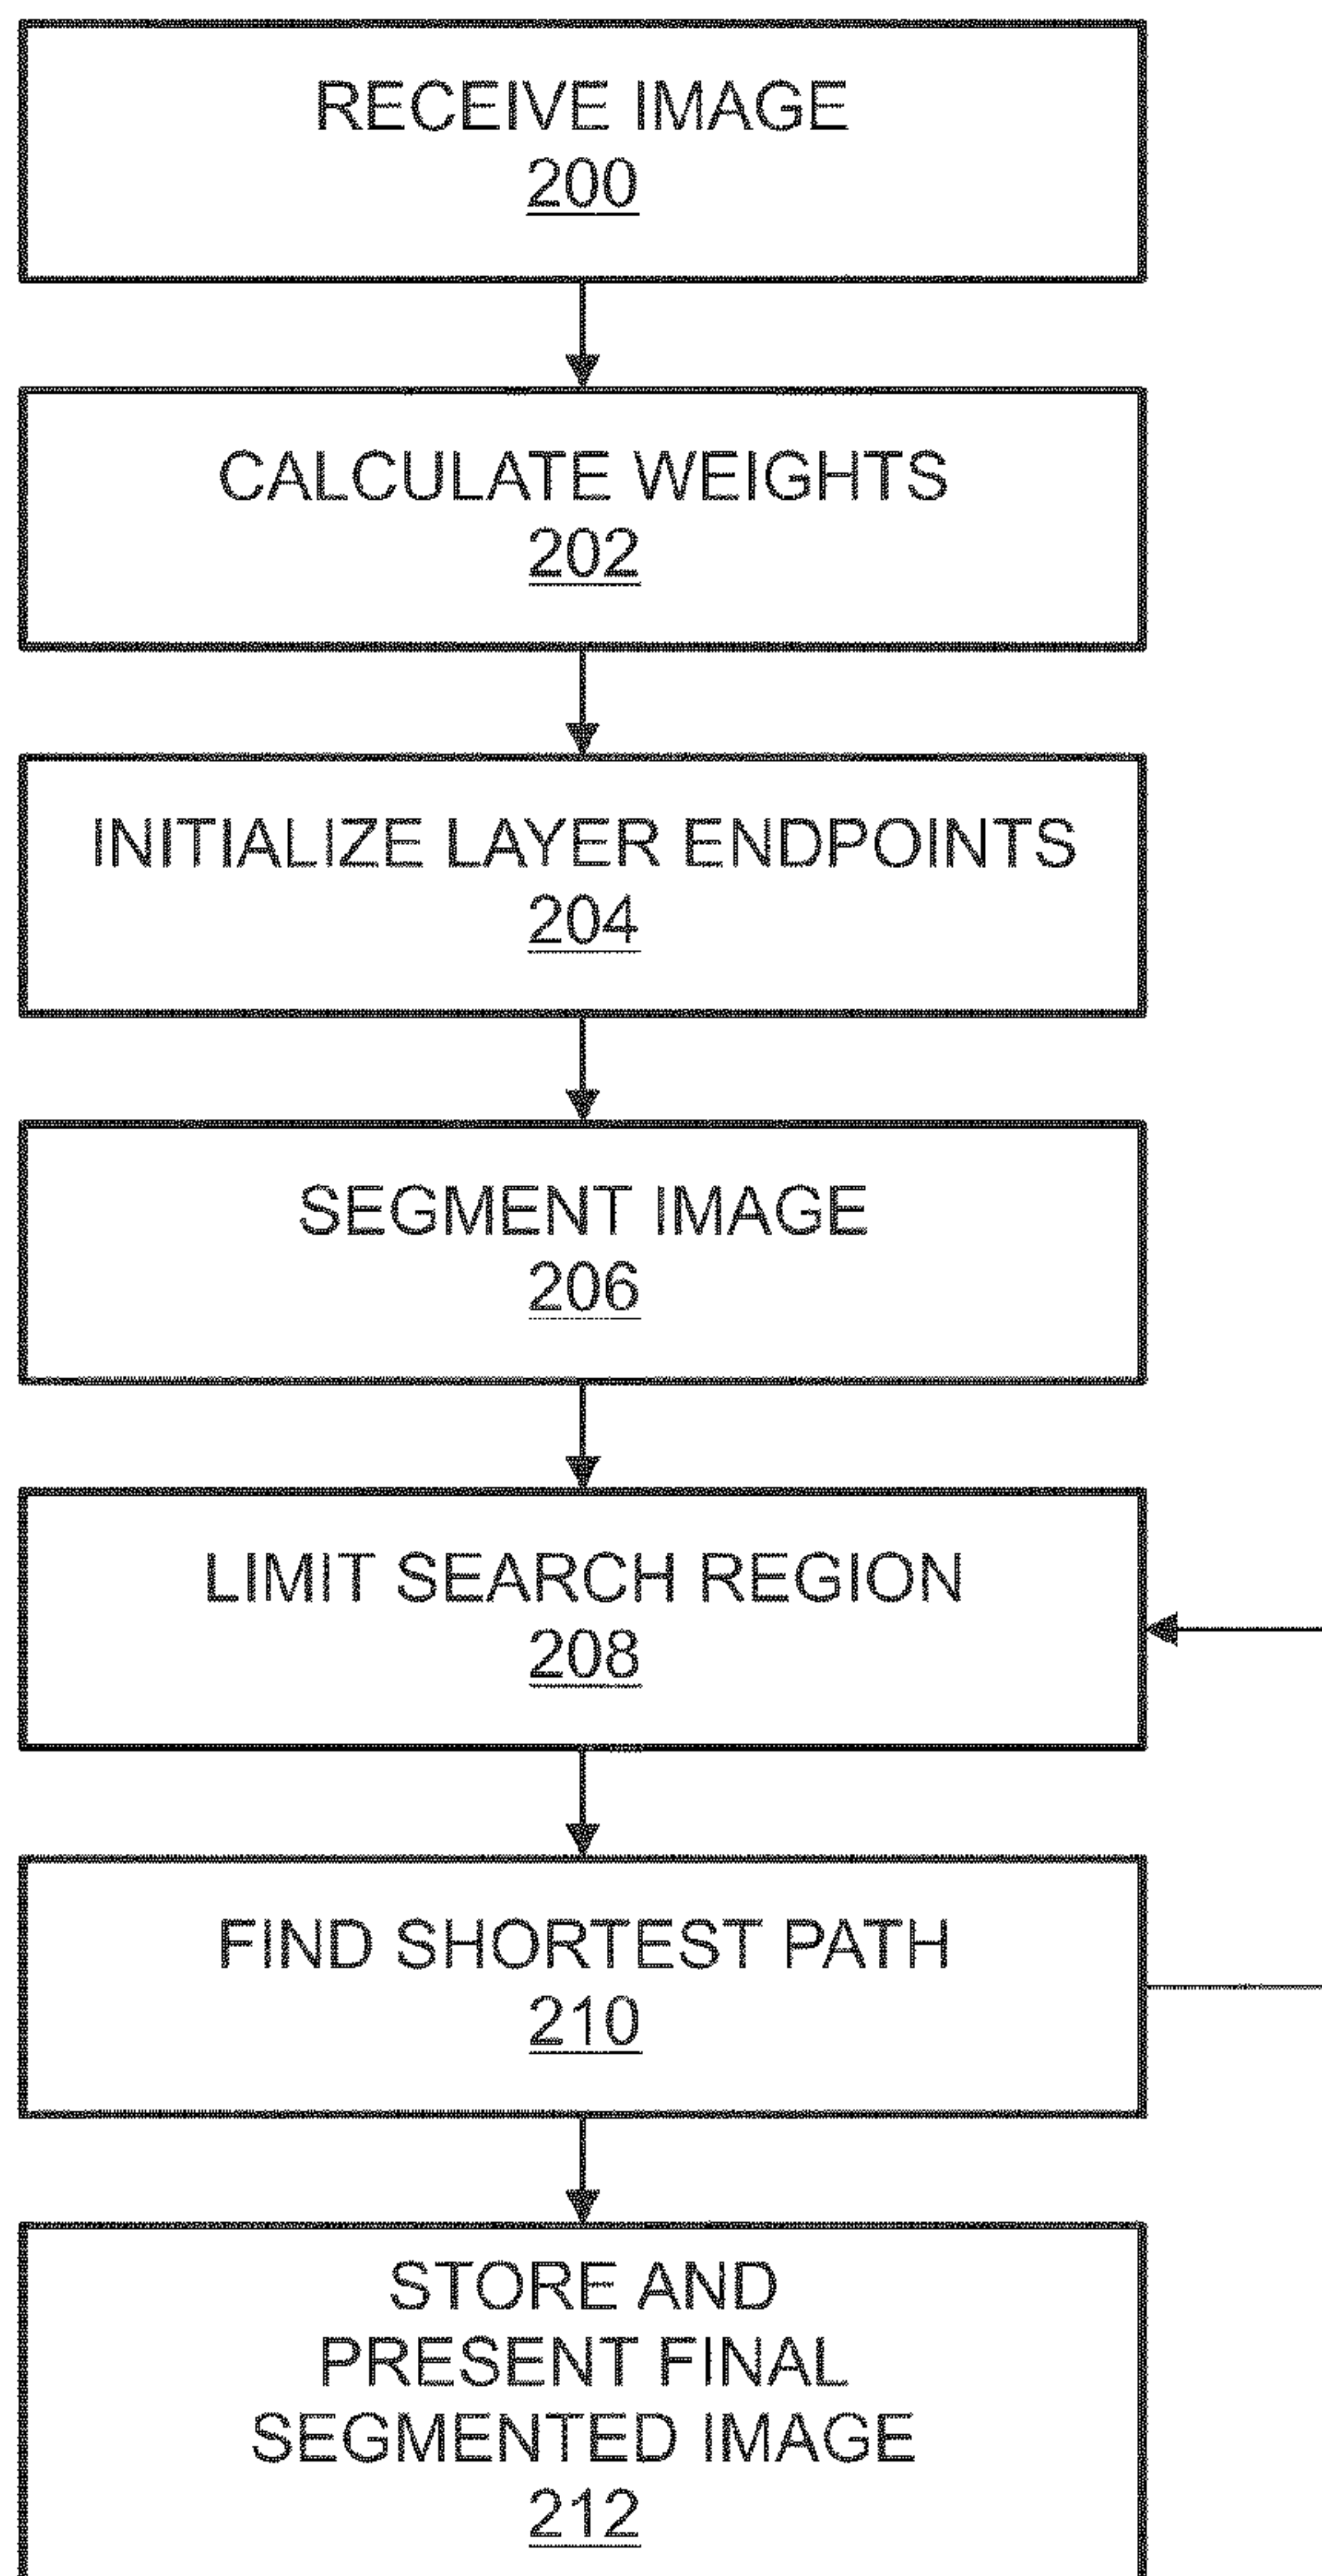 RECEIVE IMAGE
200
CALCULATE WEIGHTS
202
INITIALIZE LAYER ENDPOINTS
204
SEGMENT IMAGE
206
LIMIT SEARCH REGION
208
FIND SHORTEST PATH
210
STORE AND
PRESENT FINAL
SEGMENTED IMAGE
212